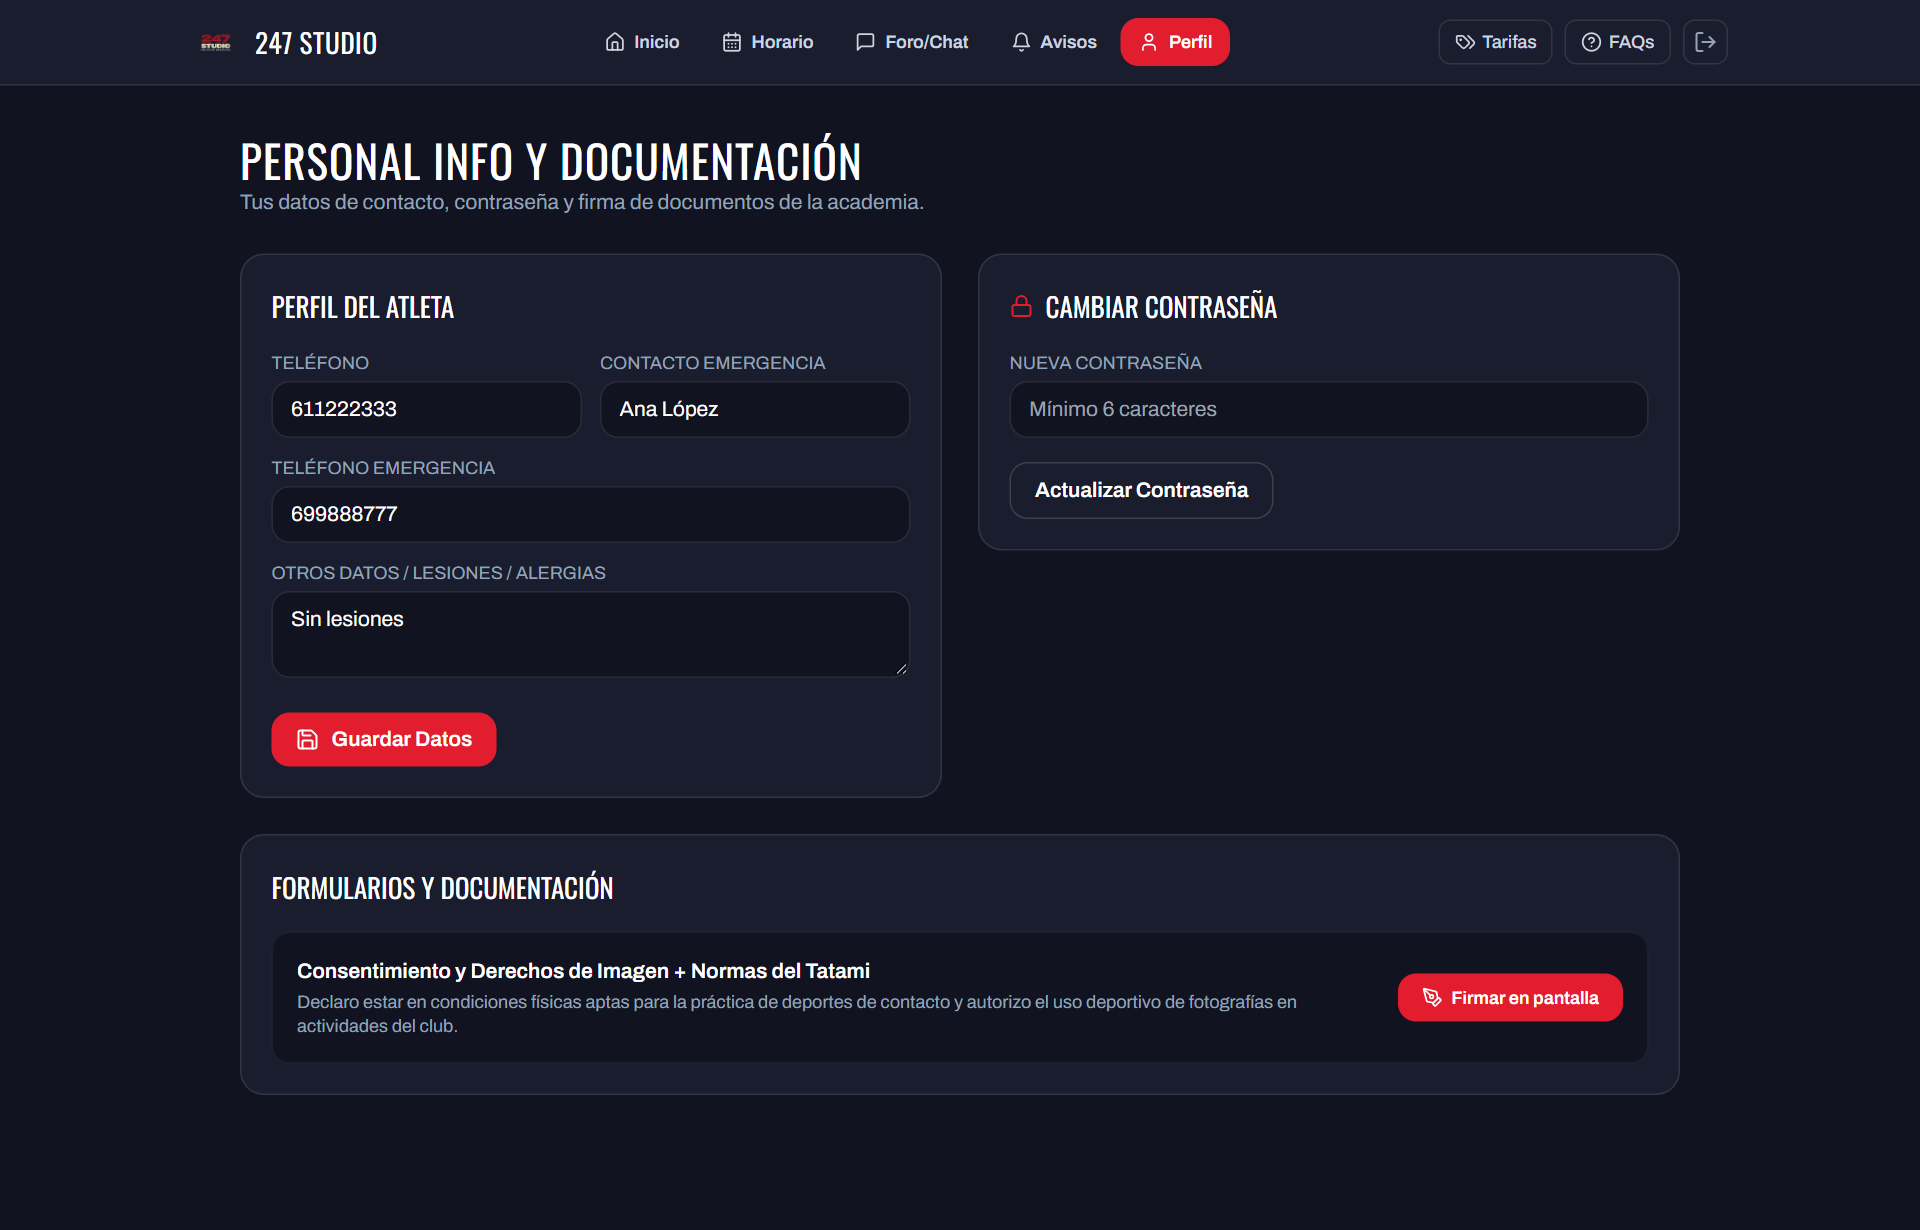 247
STUDIO
247 STUDIO
Inicio
Horario
Foro/Chat
Avisos
Perfil
Tarifas
FAQs
PERSONAL INFO Y DOCUMENTACIÓN
Tus datos de contacto, contraseña y firma de documentos de la academia.
PERFIL DEL ATLETA
TELÉFONO
611222333
CONTACTO EMERGENCIA
Ana López
TELÉFONO EMERGENCIA
699888777
OTROS DATOS / LESIONES / ALERGIAS
Sin lesiones
Guardar Datos
CAMBIAR CONTRASEÑA
NUEVA CONTRASEÑA
Mínimo 6 caracteres
Actualizar Contraseña
FORMULARIOS Y DOCUMENTACIÓN
Consentimiento y Derechos de Imagen + Normas del Tatami
Declaro estar en condiciones físicas aptas para la práctica de deportes de contacto y autorizo el uso deportivo de fotografías en
actividades del club.
Firmar en pantalla